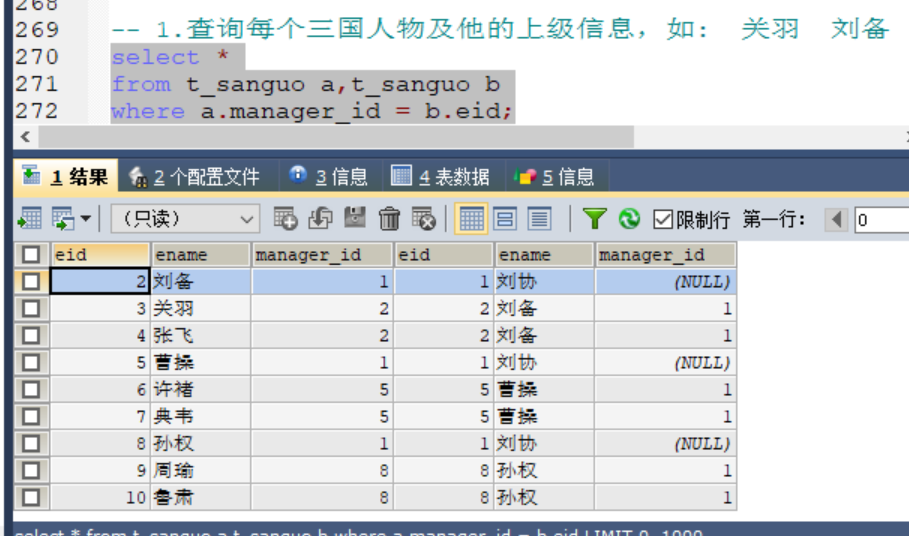 268
269 -- 1.查询每个三国人物及他的上级信息，如： 关羽 刘备
270 select *
271 from t_sanguo a,t_sanguo b
272 where a.manager_id = b.eid;
1 结果 2 个配置文件 3 信息 4 表数据 5 信息
（只读） 限制行 第一行： 0
eid ename manager_id eid ename manager_id
2 刘备 1 1 刘协 (NULL)
3 关羽 2 2 刘备 1
4 张飞 2 2 刘备 1
5 曹操 1 1 刘协 (NULL)
6 许褚 5 5 曹操 1
7 典韦 5 5 曹操 1
8 孙权 1 1 刘协 (NULL)
9 周瑜 8 8 孙权 1
10 鲁肃 8 8 孙权 1
select * from t_sanguo a,t_sanguo b where a.manager_id = b.eid LIMIT 0, 1000